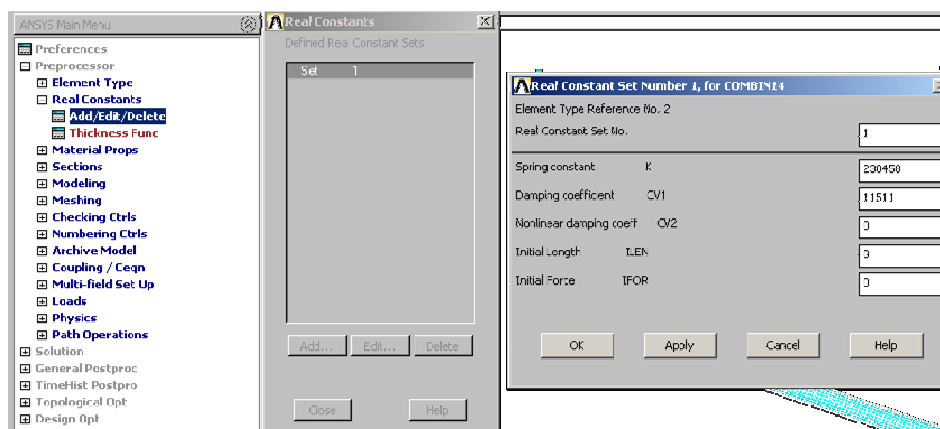 ANSYS Main Menu
Preferences
Preprocessor
Element Type
Real Constants
Add/Edit/Delete
Thickness Func
Material Props
Sections
Modeling
Meshing
Checking Ctrls
Numbering Ctrls
Archive Model
Coupling / Ceqn
Multi-field Set Up
Loads
Physics
Path Operations
Solution
General Postproc
TimeHist Postpro
Topological Opt
Design Opt
Real Constants
Defined Real Constant Sets
Set 1
Add... Edit... Delete
Close Help
Real Constant Set Number 1, for COMBIN14
Element Type Reference No. 2
Real Constant Set No. 1
Spring constant K 230458
Damping coefficient CV1 11511
Nonlinear damping coeff CV2 0
Initial Length ILEN 0
Initial Force IFOR 0
OK Apply Cancel Help